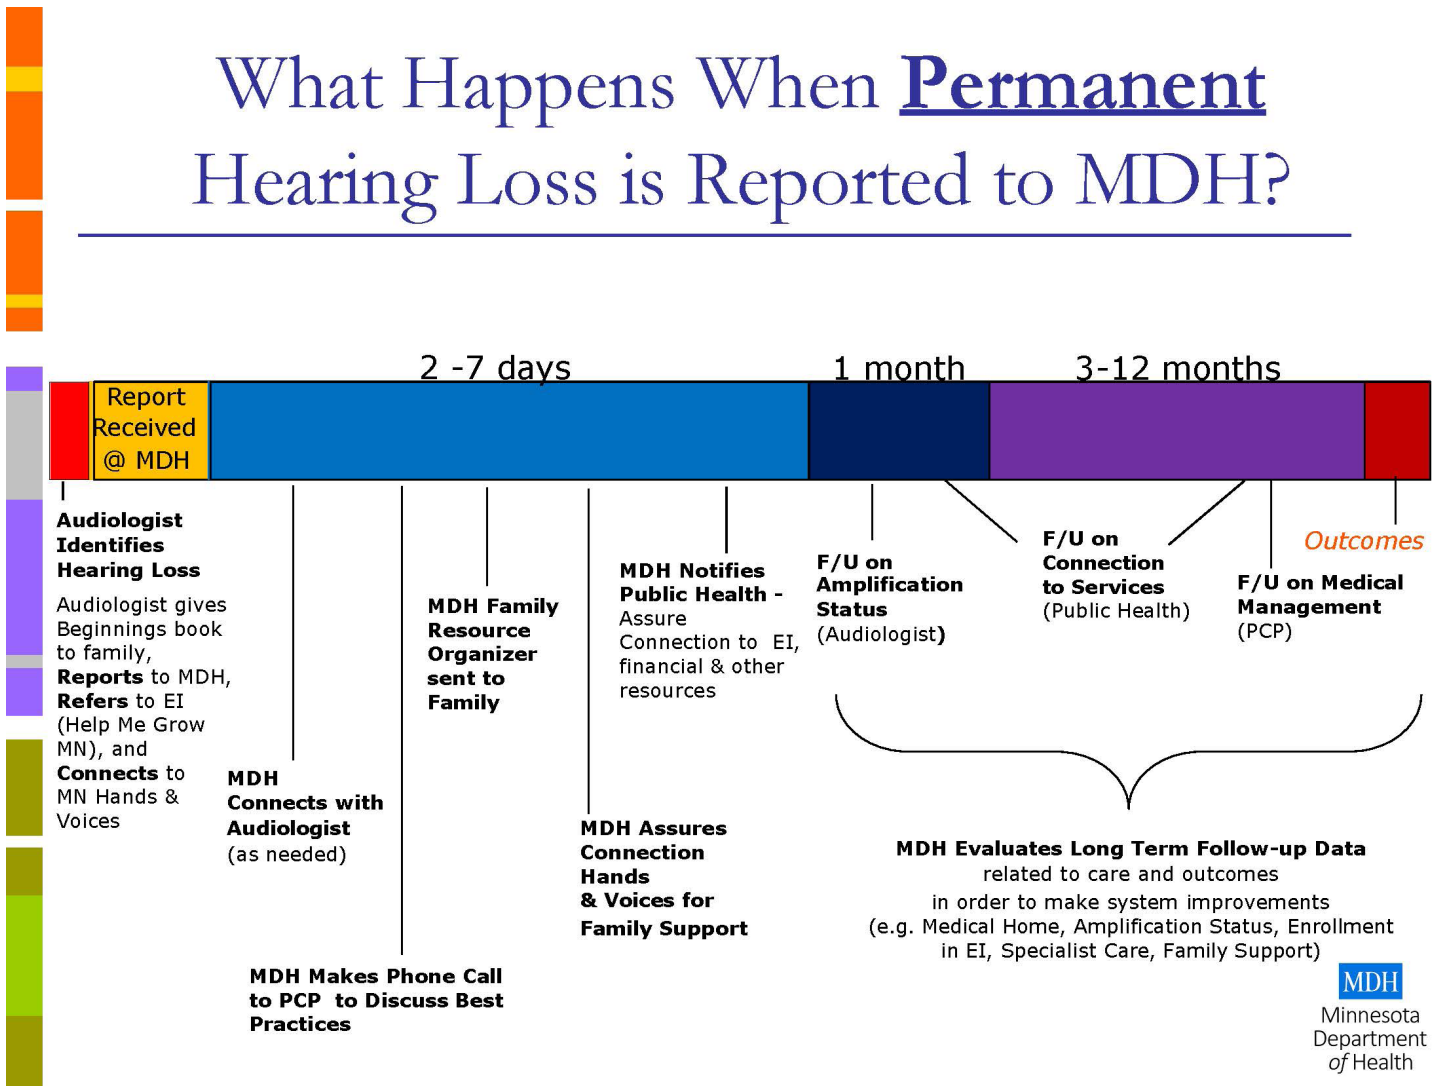 What Happens When Permanent
Hearing Loss is Reported to MDH?
2 -7 days
1 month
3-12 months
Report
Received
@ MDH
Audiologist
Identifies
Hearing Loss
Audiologist gives
Beginnings book
to family,
Reports to MDH,
Refers to EI
(Help Me Grow
MN), and
Connects to
MN Hands &
Voices
MDH
Connects with
Audiologist
(as needed)
MDH Makes Phone Call
to PCP to Discuss Best
Practices
MDH Family
Resource
Organizer
sent to
Family
MDH Assures
Connection
Hands
& Voices for
Family Support
MDH Notifies
Public Health -
Assure
Connection to EI,
financial & other
resources
F/U on
Amplification
Status
(Audiologist)
F/U on
Connection
to Services
(Public Health)
F/U on Medical
Management
(PCP)
Outcomes
MDH Evaluates Long Term Follow-up Data
related to care and outcomes
in order to make system improvements
(e.g. Medical Home, Amplification Status, Enrollment
in EI, Specialist Care, Family Support)
MDH
Minnesota
Department
of Health